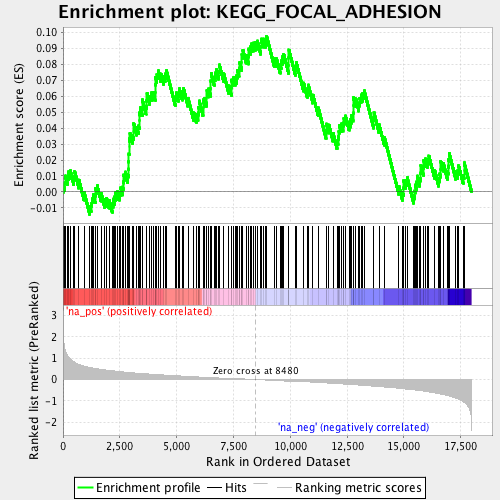 Enrichment plot: KEGG_FOCAL_ADHESION
Enrichment score (ES)
0.10
0.09
0.08
0.07
0.06
0.05
0.04
0.03
0.02
0.01
0.00
-0.01
'na_pos' (positively correlated)
Ranked list metric (PreRanked)
3
2
1
0
-1
-2
Zero cross at 8480
'na_neg' (negatively correlated)
0
2,500
5,000
7,500
10,000
12,500
15,000
17,500
Rank in Ordered Dataset
Enrichment profile
Hits
Ranking metric scores